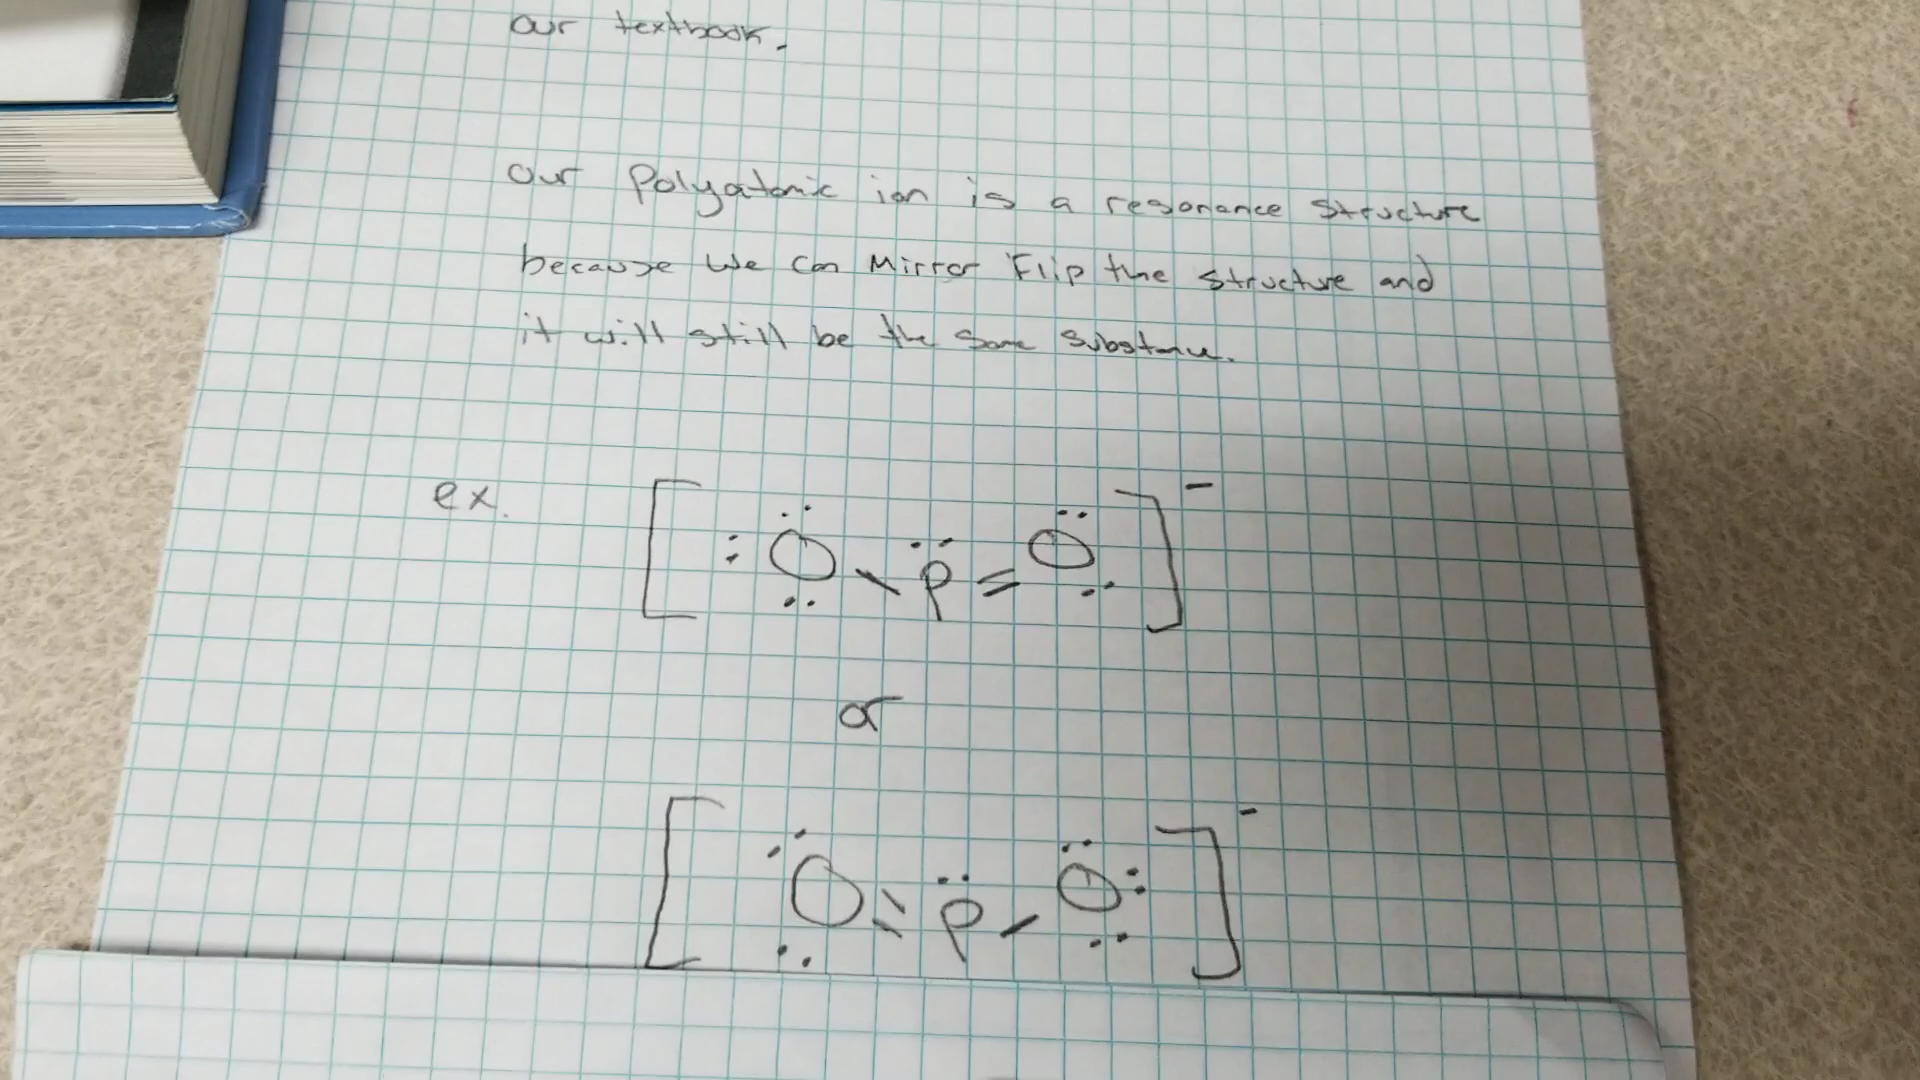 our textbook.
our Polyatomic ion is a resonance structure
because we can Mirror Flip the structure and
it will still be the same substance.
ex.
[:Ö - P̈ = Ö:]⁻
or
[:Ö = P̈ - Ö:]⁻